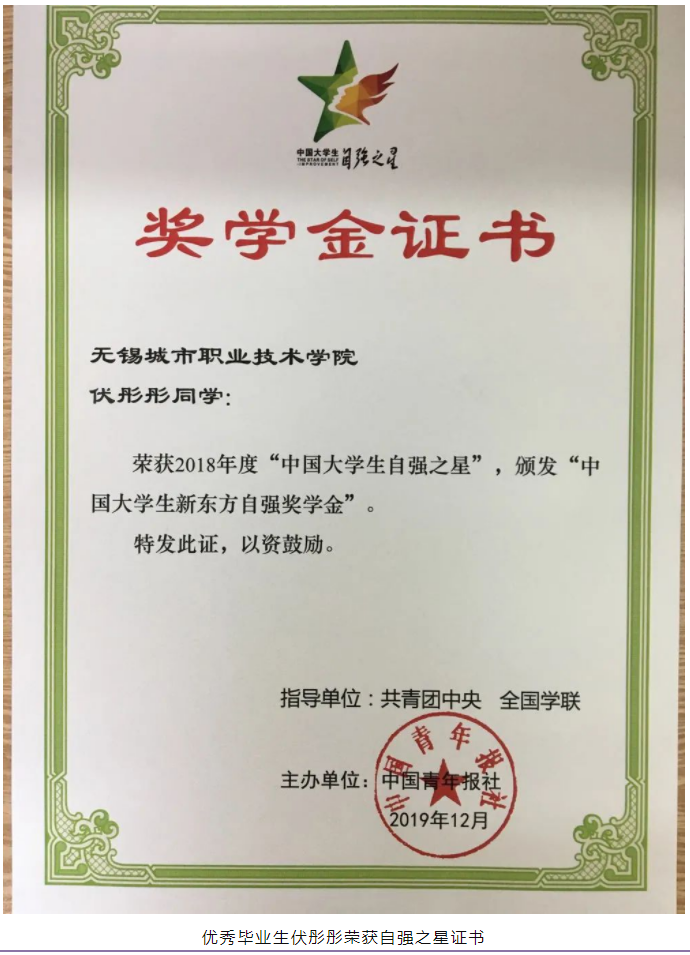 中国大学生
THE STAR OF SELF
-IMPROVEMENT
自强之星
奖学金证书
无锡城市职业技术学院
伏彤彤同学：
荣获2018年度“中国大学生自强之星”，颁发“中
国大学生新东方自强奖学金”。
特发此证，以资鼓励。
指导单位：共青团中央 全国学联
主办单位：中国青年报社
中国青年报社
2019年12月
优秀毕业生伏彤彤荣获自强之星证书